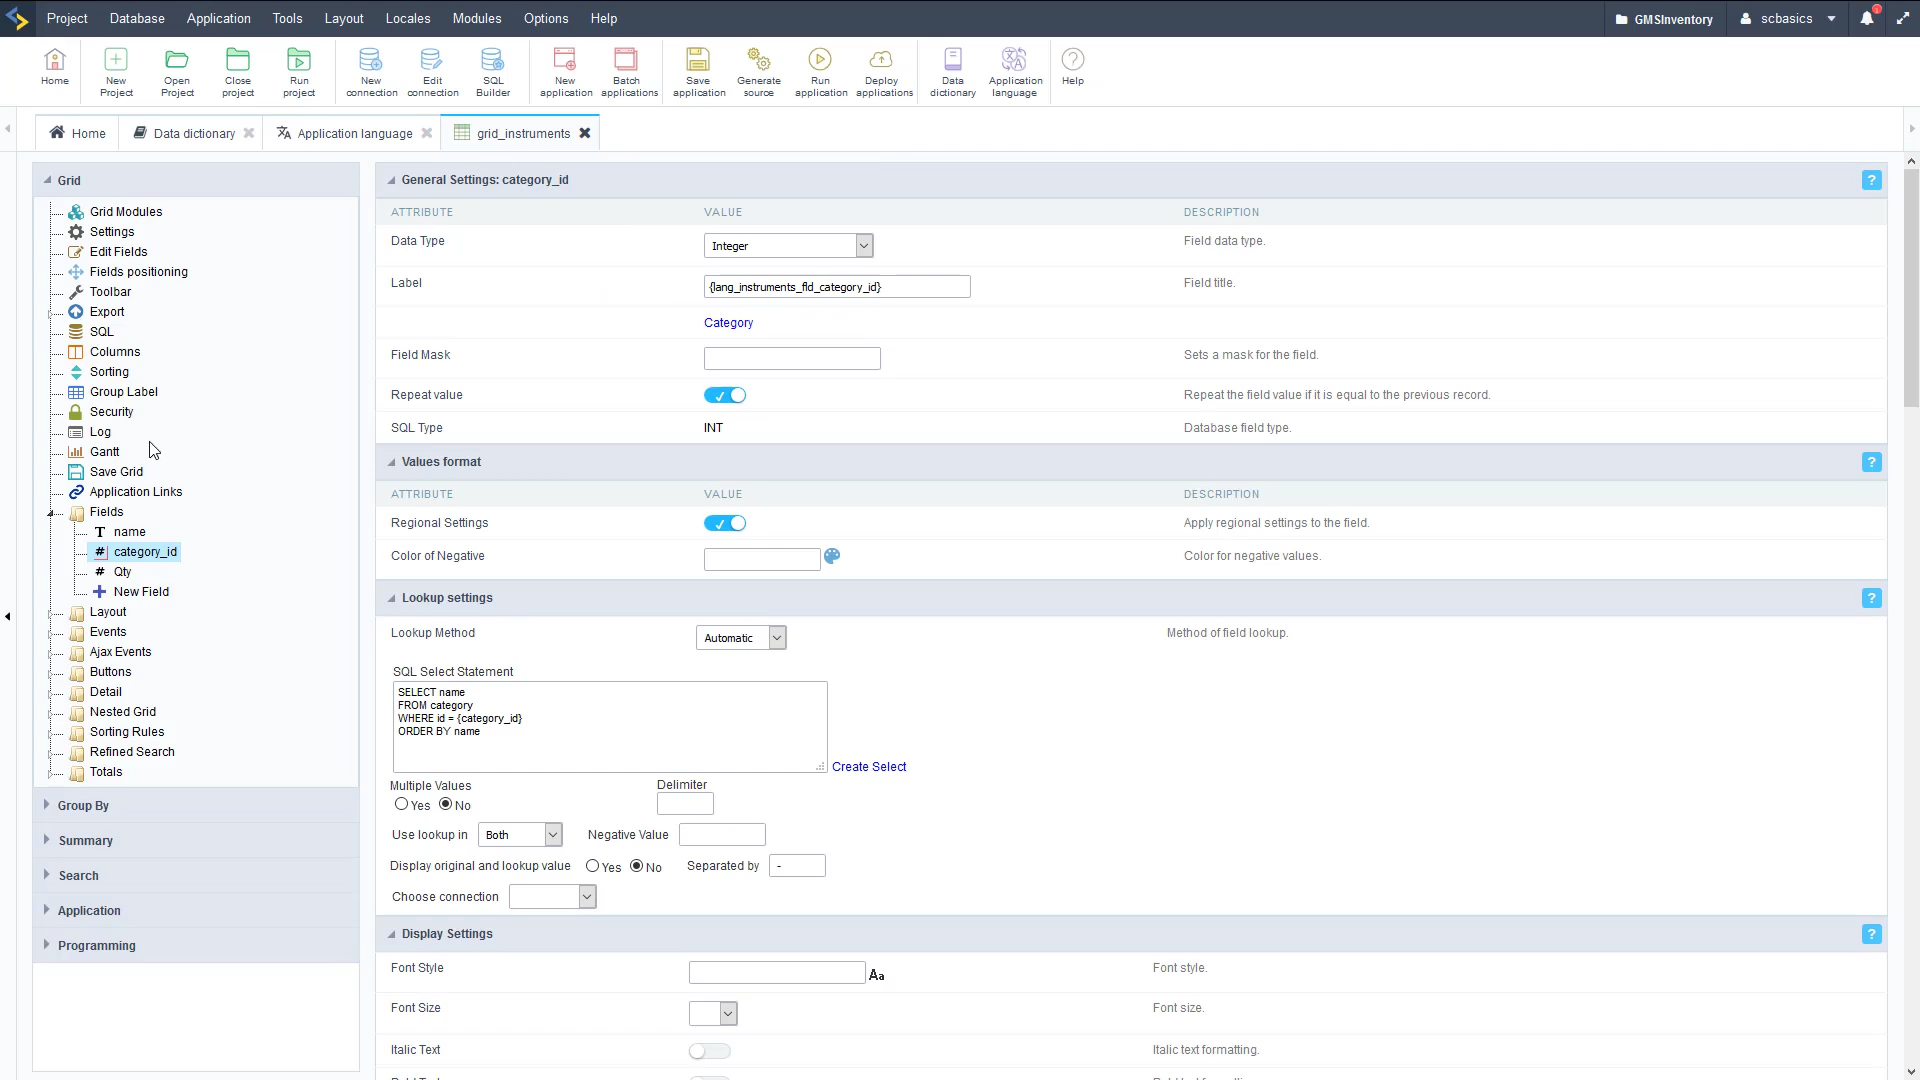 Project Database Application Tools Layout Locales Modules Options Help GMSInventory scbasics
Home New Project Open Project Close project Run project New connection Edit connection SQL Builder New application Batch applications Save application Generate source Run application Deploy applications Data dictionary Application language Help
Home Data dictionary Application language grid_instruments
Grid
Grid Modules
Settings
Edit Fields
Fields positioning
Toolbar
Export
SQL
Columns
Sorting
Group Label
Security
Log
Gantt
Save Grid
Application Links
Fields
name
category_id
Qty
New Field
Layout
Events
Ajax Events
Buttons
Detail
Nested Grid
Sorting Rules
Refined Search
Totals
Group By
Summary
Search
Application
Programming
General Settings: category_id ?
ATTRIBUTE VALUE DESCRIPTION
Data Type Integer Field data type.
Label {lang_instruments_fld_category_id} Field title.
Category
Field Mask Sets a mask for the field.
Repeat value Repeat the field value if it is equal to the previous record.
SQL Type INT Database field type.
Values format ?
ATTRIBUTE VALUE DESCRIPTION
Regional Settings Apply regional settings to the field.
Color of Negative Color for negative values.
Lookup settings ?
Lookup Method Automatic Method of field lookup.
SQL Select Statement
SELECT name
FROM category
WHERE id = {category_id}
ORDER BY name
Create Select
Multiple Values Delimiter
Yes No
Use lookup in Both Negative Value
Display original and lookup value Yes No Separated by -
Choose connection
Display Settings ?
Font Style Aa Font style.
Font Size Font size.
Italic Text Italic text formatting.